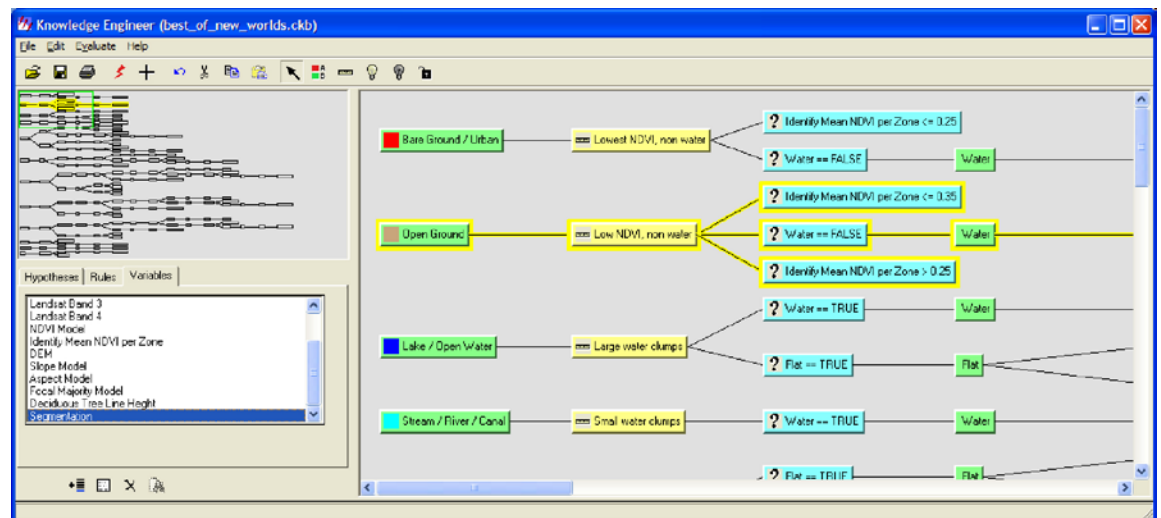 Knowledge Engineer (best_of_new_worlds.ckb)
File Edit Evaluate Help
Hypotheses Rules Variables
Landsat Band 3
Landsat Band 4
NDVI Model
Identify Mean NDVI per Zone
DEM
Slope Model
Aspect Model
Focal Majority Model
Deciduous Tree Line Heght
Segmentation
? Identify Mean NDVI per Zone <= 0.25
Bare Ground / Urban Lowest NDVI, non water
? Water == FALSE Water
? Identify Mean NDVI per Zone <= 0.35
Open Ground Low NDVI, non water ? Water == FALSE Water
? Identify Mean NDVI per Zone > 0.25
? Water == TRUE Water
Lake / Open Water Large water clumps
? Flat == TRUE Flat
Stream / River / Canal Small water clumps ? Water == TRUE Water
? Flat == TRUE Flat